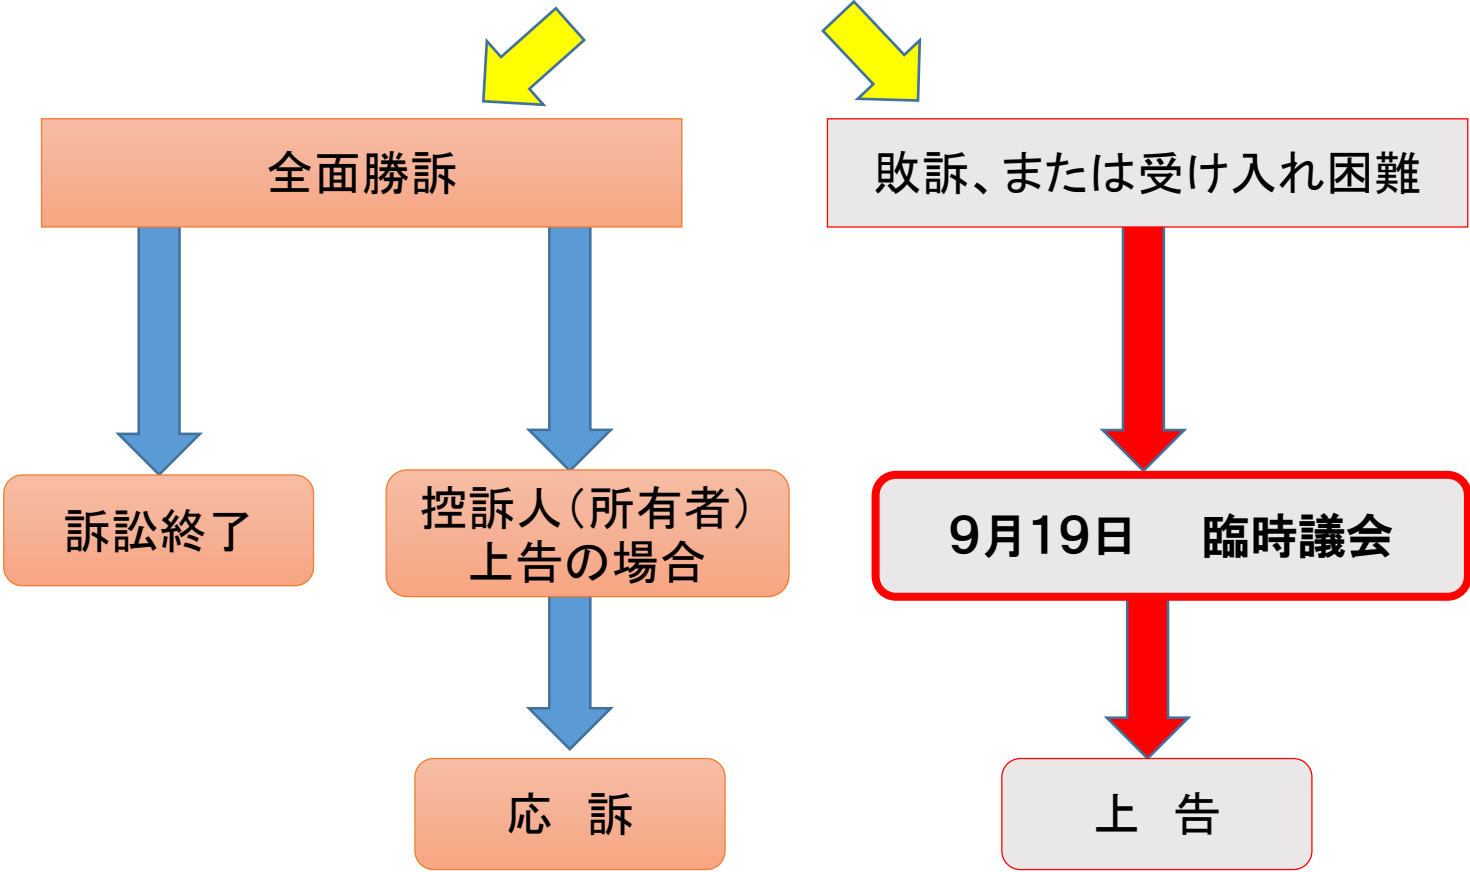 全面勝訴
敗訴、または受け入れ困難
訴訟終了
控訴人（所有者）
上告の場合
９月１９日　臨時議会
応　訴
上　告